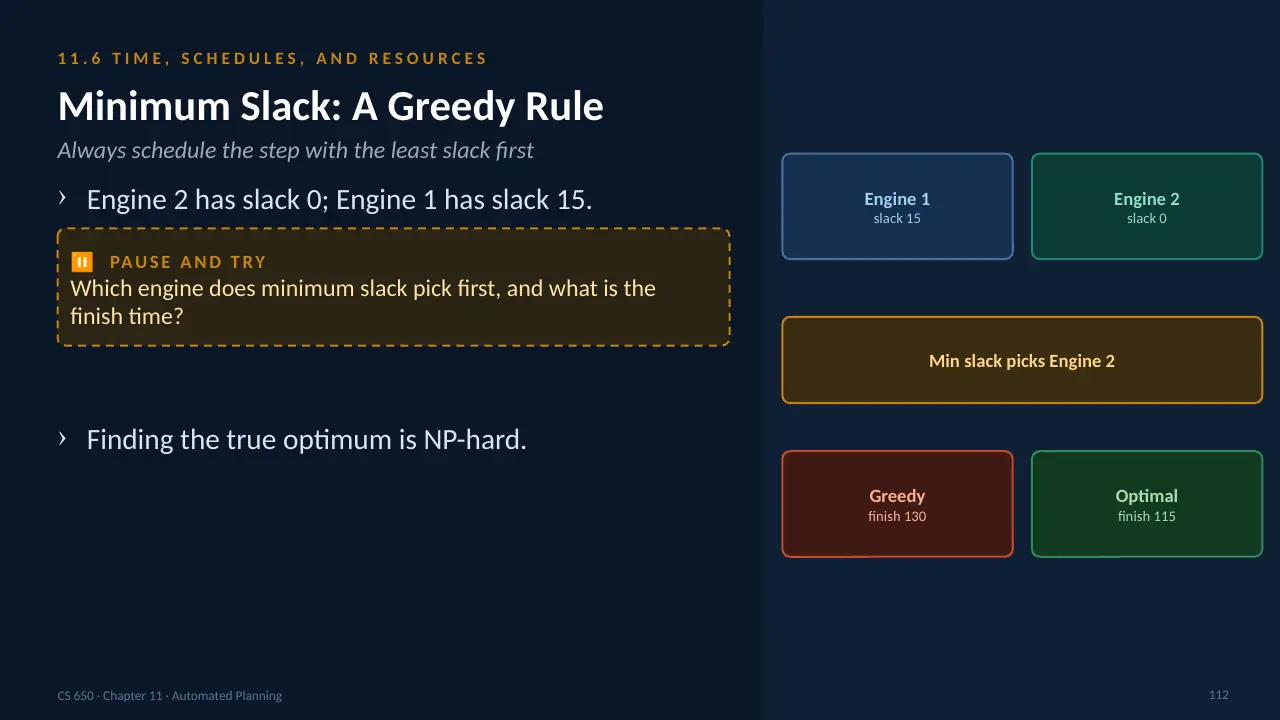 11.6 TIME, SCHEDULES, AND RESOURCES
Minimum Slack: A Greedy Rule
Always schedule the step with the least slack first
› Engine 2 has slack 0; Engine 1 has slack 15.
⏸ PAUSE AND TRY
Which engine does minimum slack pick first, and what is the
finish time?
› Finding the true optimum is NP-hard.
Engine 1
slack 15
Engine 2
slack 0
Min slack picks Engine 2
Greedy
finish 130
Optimal
finish 115
CS 650 · Chapter 11 · Automated Planning
112